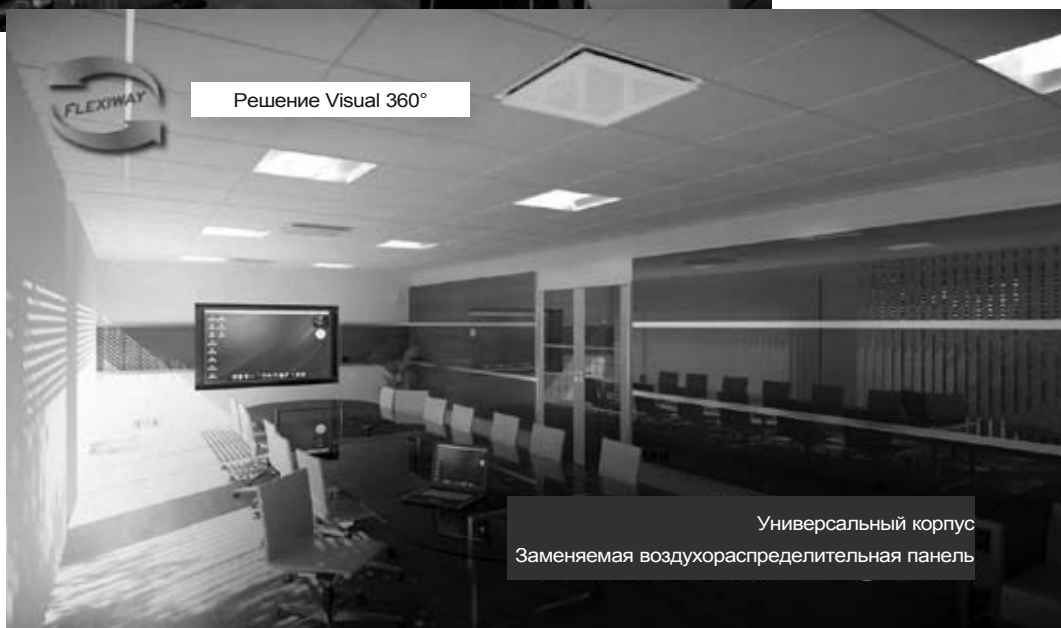 FLEXIWAY
Решение Visual 360°
Универсальный корпус
Заменяемая воздухораспределительная панель